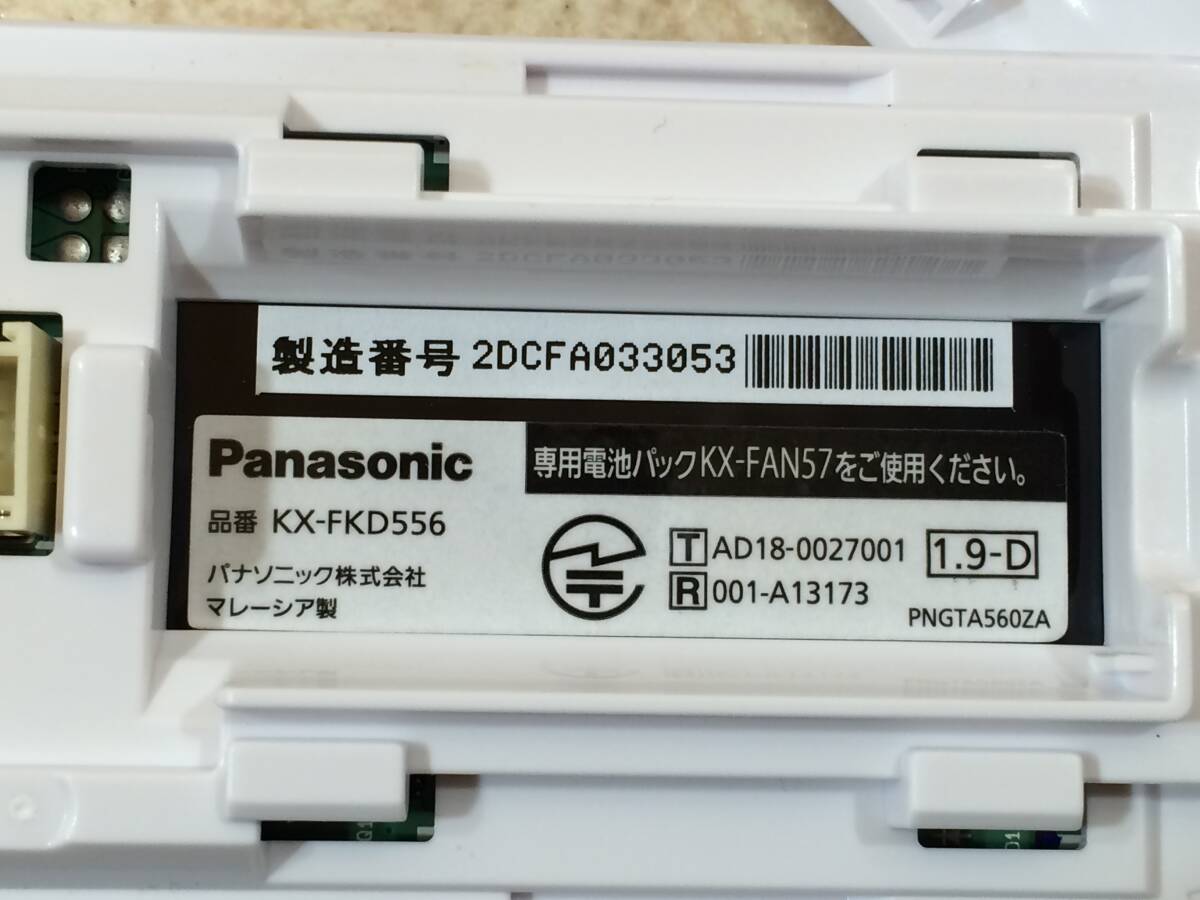 製造番号 2DCFA033053
Panasonic
専用電池パックKX-FAN57をご使用ください。
品番 KX-FKD556
パナソニック株式会社
マレーシア製
T AD18-0027001
R 001-A13173
1.9-D
PNGTA560ZA